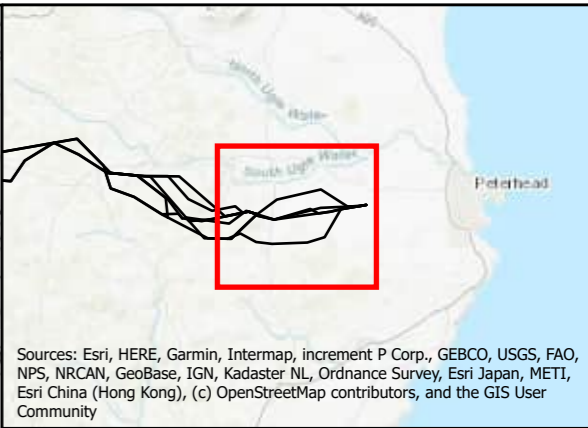 A90
North Ugie Water
South Ugie Water
Peterhead
Sources: Esri, HERE, Garmin, Intermap, increment P Corp., GEBCO, USGS, FAO,
NPS, NRCAN, GeoBase, IGN, Kadaster NL, Ordnance Survey, Esri Japan, METI,
Esri China (Hong Kong), (c) OpenStreetMap contributors, and the GIS User
Community